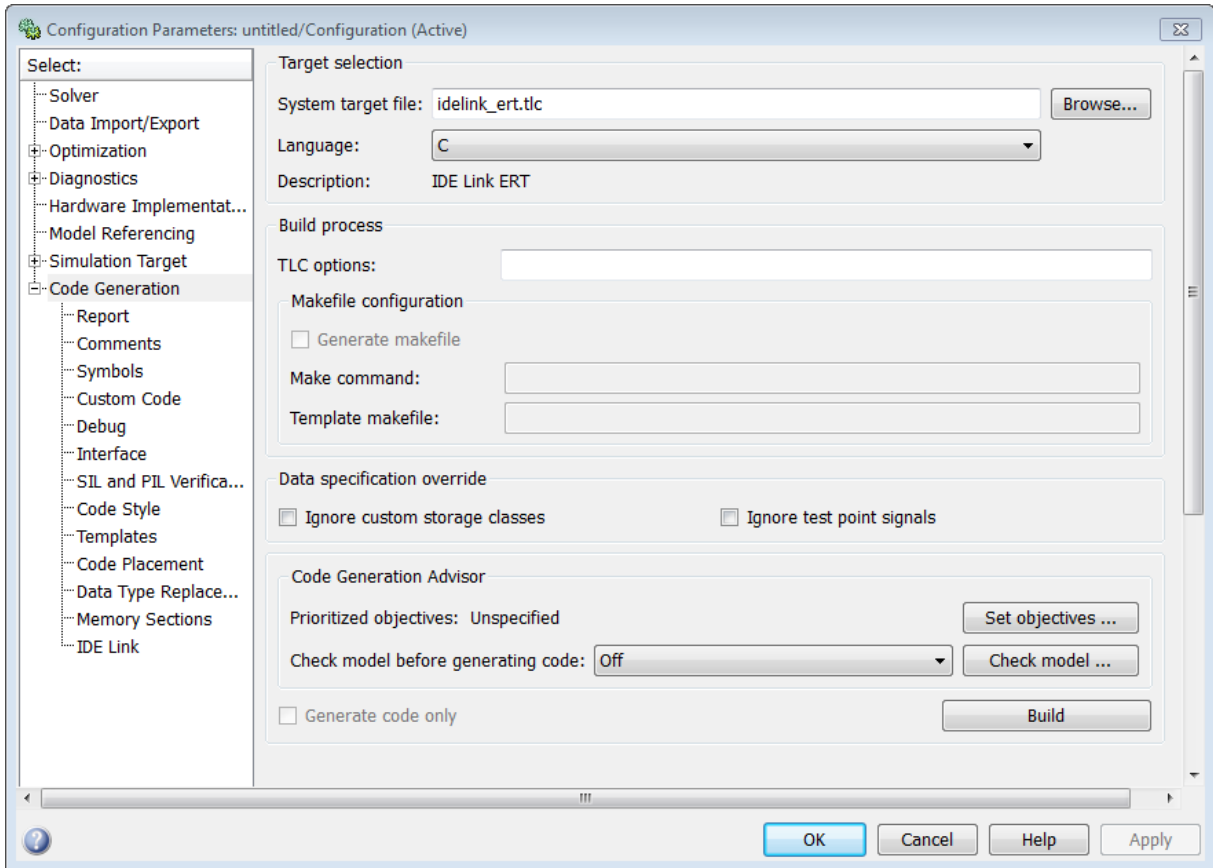 Configuration Parameters: untitled/Configuration (Active)
Select:
Solver
Data Import/Export
Optimization
Diagnostics
Hardware Implementat...
Model Referencing
Simulation Target
Code Generation
Report
Comments
Symbols
Custom Code
Debug
Interface
SIL and PIL Verifica...
Code Style
Templates
Code Placement
Data Type Replace...
Memory Sections
IDE Link
Target selection
System target file: idelink_ert.tlc Browse...
Language: C
Description: IDE Link ERT
Build process
TLC options:
Makefile configuration
Generate makefile
Make command:
Template makefile:
Data specification override
Ignore custom storage classes Ignore test point signals
Code Generation Advisor
Prioritized objectives: Unspecified Set objectives ...
Check model before generating code: Off Check model ...
Generate code only Build
OK Cancel Help Apply